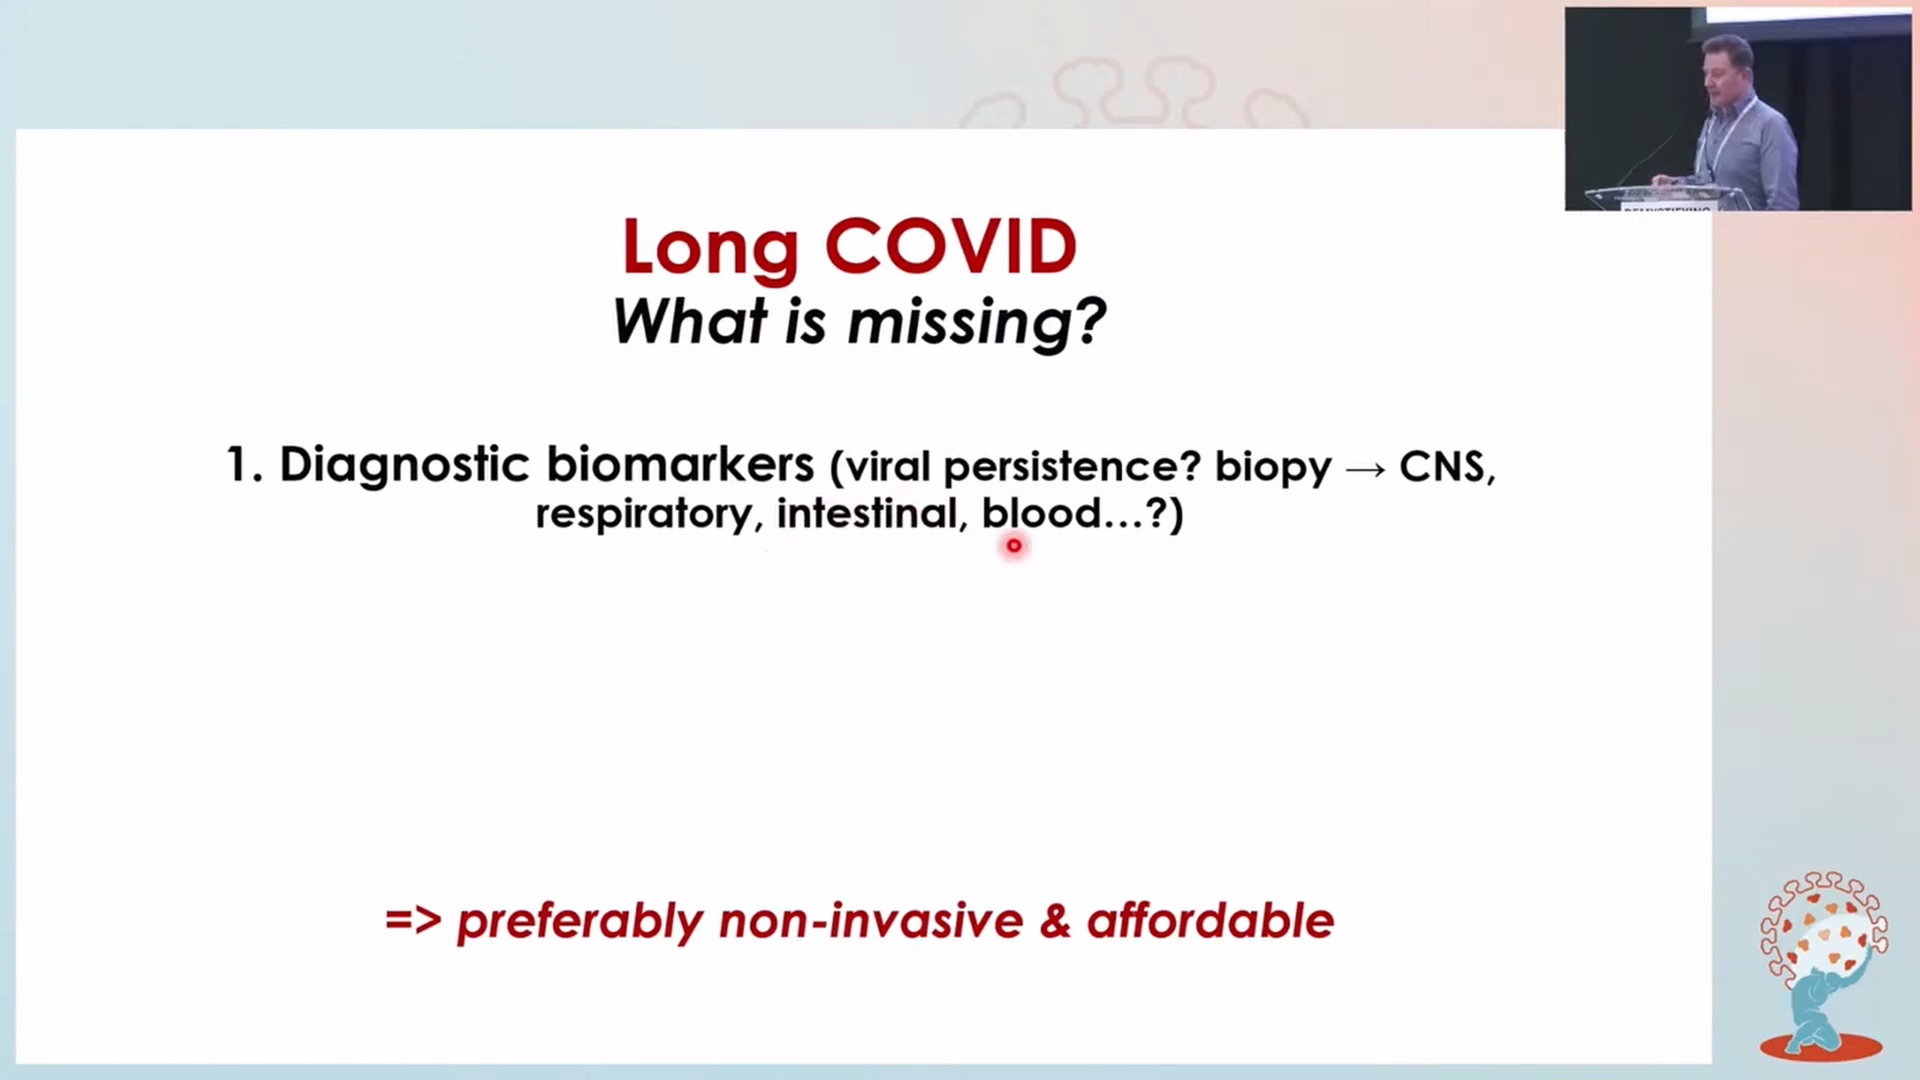 Long COVID
What is missing?
1. Diagnostic biomarkers (viral persistence? biopy → CNS,
respiratory, intestinal, blood…?)
=> preferably non-invasive & affordable
DEMYSTIFYING